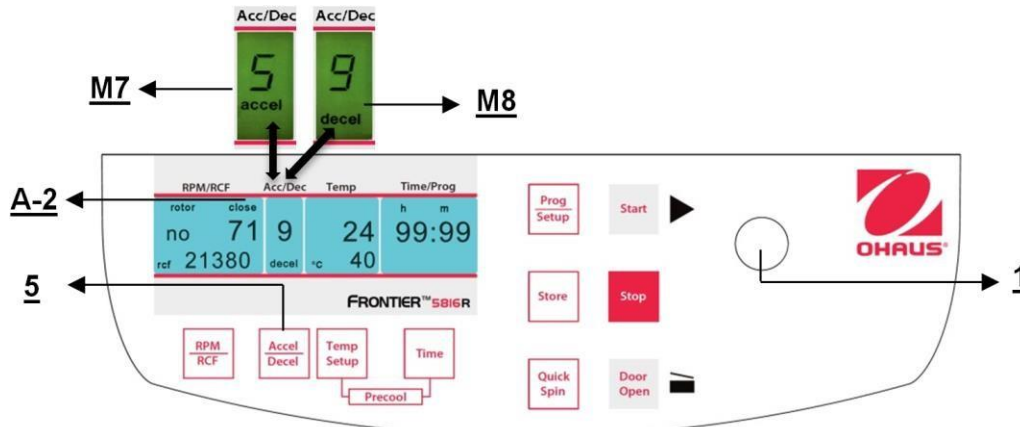 Acc/Dec Acc/Dec
5 9
accel decel
M7 M8
RPM/RCF Acc/Dec Temp Time/Prog
A-2
rotor close h m
no 71 9 24 99:99
rcf 21380 decel °C 40
5
FRONTIER™ 5816R
RPM
RCF
Accel
Decel
Temp
Setup
Time
Precool
Prog
Setup
Start
Store
Stop
Quick
Spin
Door
Open
OHAUS®
1